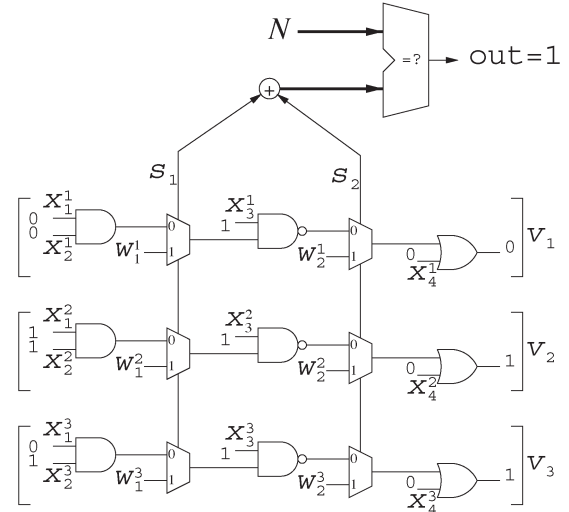 N
=?
out=1
+
S₁ S₂
X₁¹ X₃¹
0 0 1 0 0 0 V₁
X₂¹ W₁¹ 1 W₂¹ 1 X₄¹
X₁² X₃²
1 1 0 1 0 0 1 V₂
X₂² W₁² 1 W₂² 1 X₄²
X₁³ X₃³
0 1 0 1 0 0 1 V₃
X₂³ W₁³ 1 W₂³ 1 X₄³